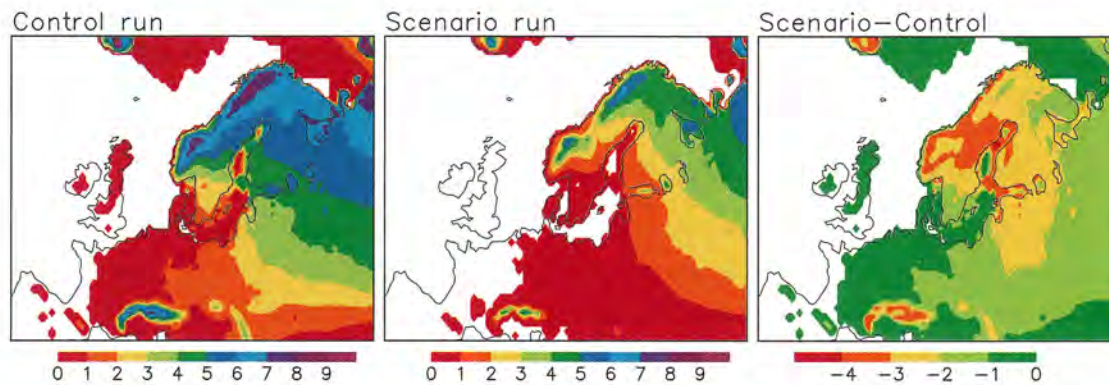 Control run
Scenario run
Scenario-Control
0 1 2 3 4 5 6 7 8 9
0 1 2 3 4 5 6 7 8 9
-4 -3 -2 -1 0